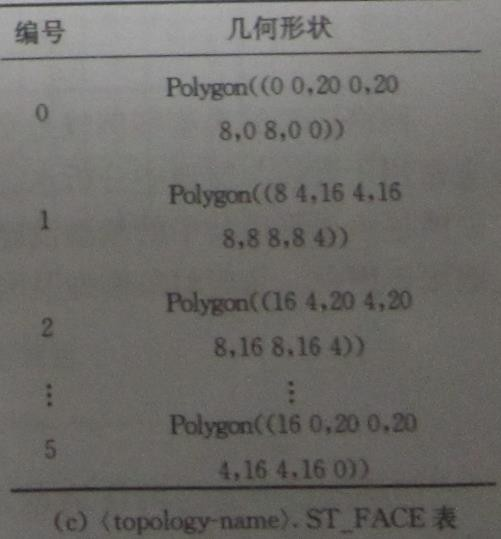 编号 几何形状
0 Polygon((0 0,20 0,20
8,0 8,0 0))
1 Polygon((8 4,16 4,16
8,8 8,8 4))
2 Polygon((16 4,20 4,20
8,16 8,16 4))
⋮ ⋮
5 Polygon((16 0,20 0,20
4,16 4,16 0))
(c) 〈topology-name〉. ST_FACE 表